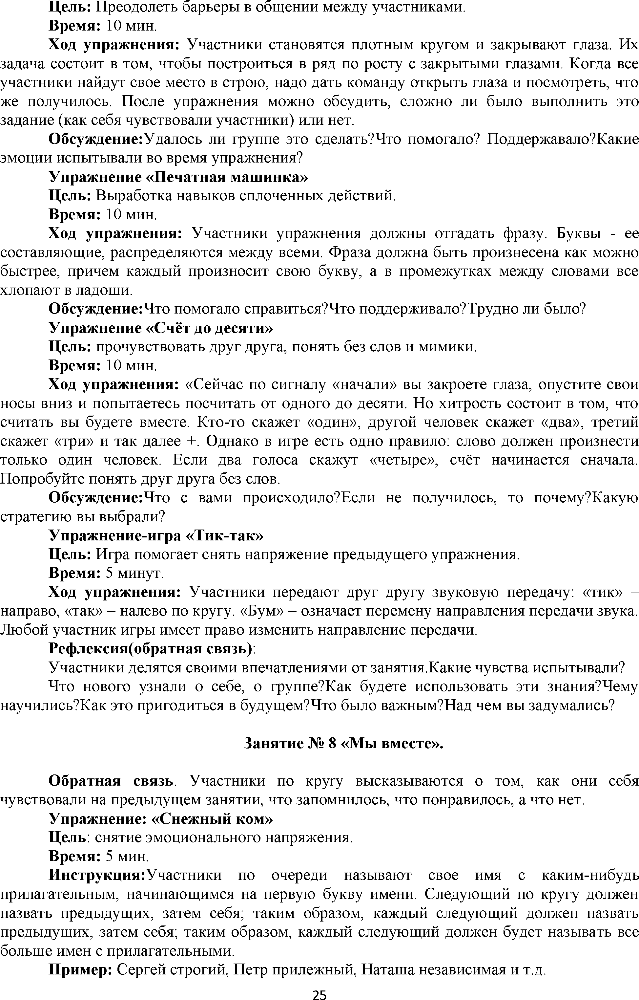 Цель: Преодолеть барьеры в общении между участниками.
Время: 10 мин.
Ход упражнения: Участники становятся плотным кругом и закрывают глаза. Их
задача состоит в том, чтобы построиться в ряд по росту с закрытыми глазами. Когда все
участники найдут свое место в строю, надо дать команду открыть глаза и посмотреть, что
же получилось. После упражнения можно обсудить, сложно ли было выполнить это
задание (как себя чувствовали участники) или нет.
Обсуждение:Удалось ли группе это сделать?Что помогало? Поддержавало?Какие
эмоции испытывали во время упражнения?
Упражнение «Печатная машинка»
Цель: Выработка навыков сплоченных действий.
Время: 10 мин.
Ход упражнения: Участники упражнения должны отгадать фразу. Буквы - ее
составляющие, распределяются между всеми. Фраза должна быть произнесена как можно
быстрее, причем каждый произносит свою букву, а в промежутках между словами все
хлопают в ладоши.
Обсуждение:Что помогало справиться?Что поддерживало?Трудно ли было?
Упражнение «Счёт до десяти»
Цель: прочувствовать друг друга, понять без слов и мимики.
Время: 10 мин.
Ход упражнения: «Сейчас по сигналу «начали» вы закроете глаза, опустите свои
носы вниз и попытаетесь посчитать от одного до десяти. Но хитрость состоит в том, что
считать вы будете вместе. Кто-то скажет «один», другой человек скажет «два», третий
скажет «три» и так далее +. Однако в игре есть одно правило: слово должен произнести
только один человек. Если два голоса скажут «четыре», счёт начинается сначала.
Попробуйте понять друг друга без слов.
Обсуждение:Что с вами происходило?Если не получилось, то почему?Какую
стратегию вы выбрали?
Упражнение-игра «Тик-так»
Цель: Игра помогает снять напряжение предыдущего упражнения.
Время: 5 минут.
Ход упражнения: Участники передают друг другу звуковую передачу: «тик» –
направо, «так» – налево по кругу. «Бум» – означает перемену направления передачи звука.
Любой участник игры имеет право изменить направление передачи.
Рефлексия(обратная связь):
Участники делятся своими впечатлениями от занятия.Какие чувства испытывали?
Что нового узнали о себе, о группе?Как будете использовать эти знания?Чему
научились?Как это пригодиться в будущем?Что было важным?Над чем вы задумались?
Занятие № 8 «Мы вместе».
Обратная связь. Участники по кругу высказываются о том, как они себя
чувствовали на предыдущем занятии, что запомнилось, что понравилось, а что нет.
Упражнение: «Снежный ком»
Цель: снятие эмоционального напряжения.
Время: 5 мин.
Инструкция:Участники по очереди называют свое имя с каким-нибудь
прилагательным, начинающимся на первую букву имени. Следующий по кругу должен
назвать предыдущих, затем себя; таким образом, каждый следующий должен назвать
предыдущих, затем себя; таким образом, каждый следующий должен будет называть все
больше имен с прилагательными.
Пример: Сергей строгий, Петр прилежный, Наташа независимая и т.д.
25